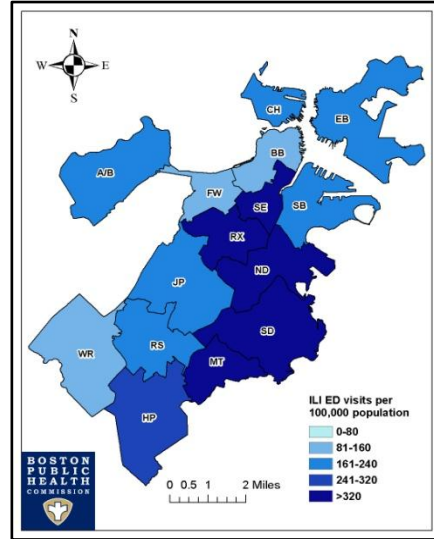 N
W E
S
CH
EB
BB
A/B
FW
SE
SB
RX
ND
JP
SD
WR
RS
MT
HP
ILI ED visits per
100,000 population
0-80
81-160
161-240
241-320
>320
BOSTON
PUBLIC
HEALTH
COMMISSION
0 0.5 1 2 Miles